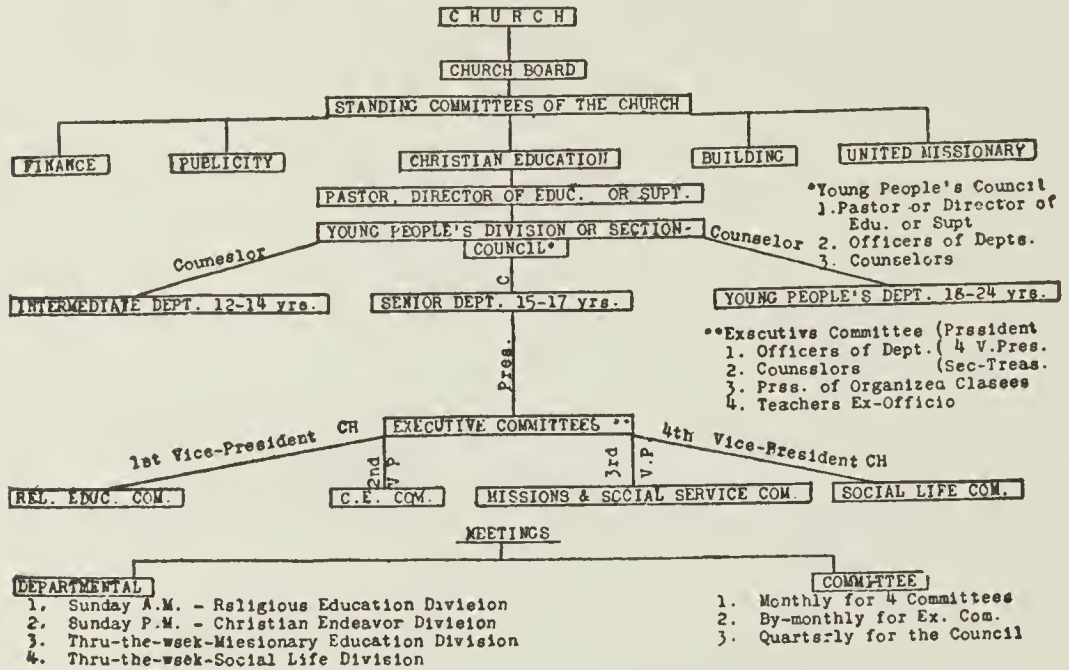 CHURCH
CHURCH BOARD
STANDING COMMITTEES OF THE CHURCH
FINANCE PUBLICITY CHRISTIAN EDUCATION BUILDING UNITED MISSIONARY
PASTOR, DIRECTOR OF EDUC. OR SUPT.
YOUNG PEOPLE'S DIVISION OR SECTION-
COUNCIL*
*Young People's Council
1. Pastor or Director of
Edu. or Supt
2. Officers of Depts.
3. Counselors
Counselor
C
Counselor
INTERMEDIATE DEPT. 12-14 yrs. SENIOR DEPT. 15-17 yrs. YOUNG PEOPLE'S DEPT. 18-24 yrs.
Pres.
**Executive Committee (President
1. Officers of Dept. ( 4 V.Pres.
2. Counselors (Sec-Treas.
3. Pres. of Organized Classes
4. Teachers Ex-Officio
EXECUTIVE COMMITTEES **
1st Vice-President CH
2nd V.P
3rd V.P
4th Vice-President CH
REL. EDUC. COM. C.E. COM. MISSIONS & SOCIAL SERVICE COM. SOCIAL LIFE COM.
MEETINGS
DEPARTMENTAL
1. Sunday A.M. - Religious Education Division
2. Sunday P.M. - Christian Endeavor Division
3. Thru-the-week-Missionary Education Division
4. Thru-the-week-Social Life Division
COMMITTEE
1. Monthly for 4 Committees
2. By-monthly for Ex. Com.
3. Quarterly for the Council